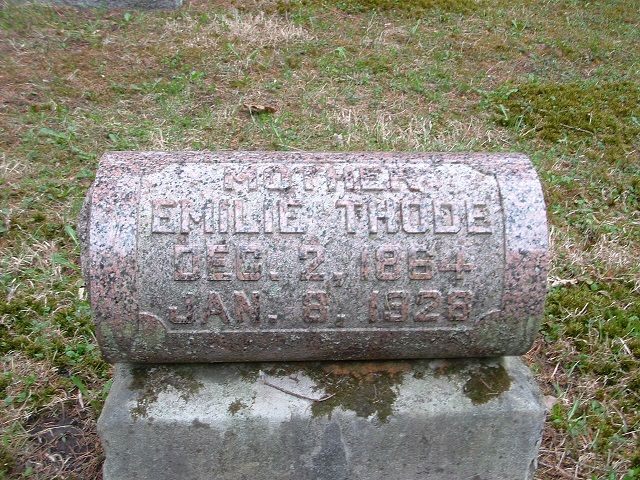 MOTHER
EMILIE THODE
DEC. 2, 1864
JAN. 8, 1928